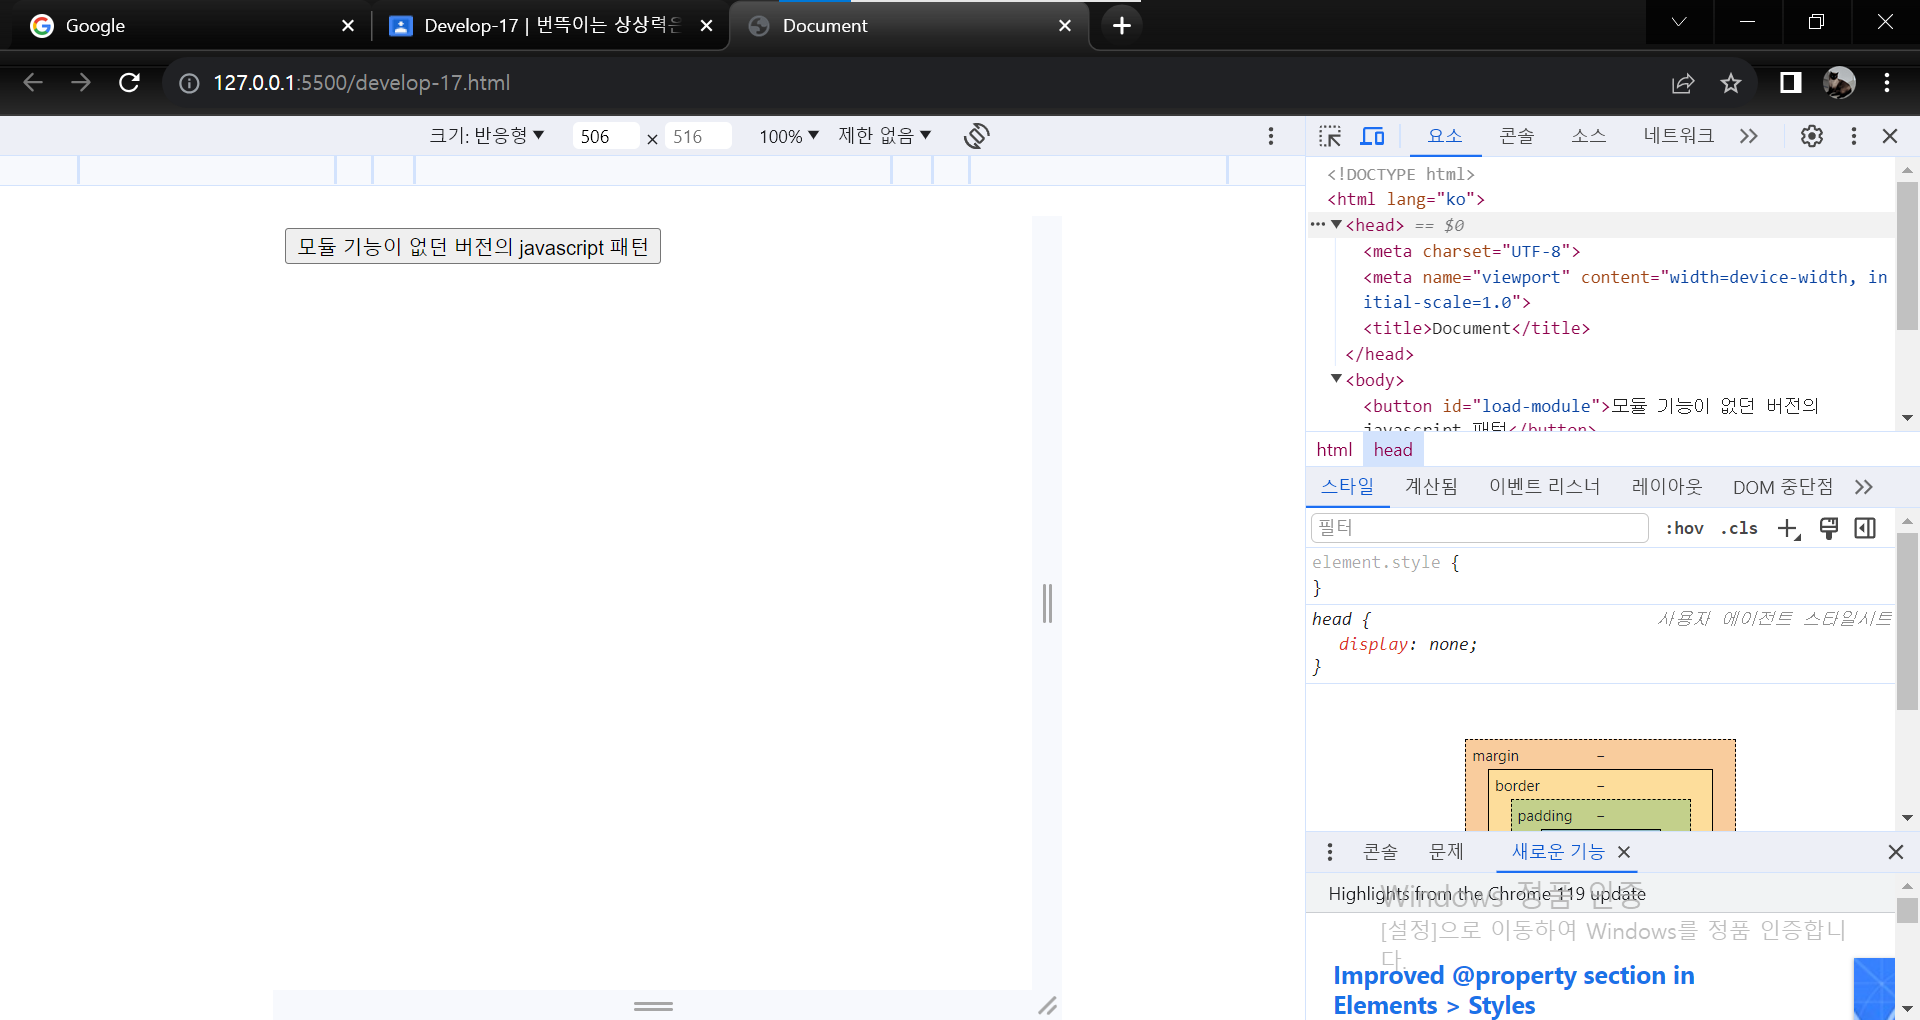 Google
Develop-17 | 번뜩이는 상상력은
Document
127.0.0.1:5500/develop-17.html
크기: 반응형 506 × 516 100% 제한 없음
요소 콘솔 소스 네트워크
모듈 기능이 없던 버전의 javascript 패턴
<!DOCTYPE html>
<html lang="ko">
<head> == $0
<meta charset="UTF-8">
<meta name="viewport" content="width=device-width, in
itial-scale=1.0">
<title>Document</title>
</head>
<body>
<button id="load-module">모듈 기능이 없던 버전의
javascript 패턴</button>
html head
스타일 계산됨 이벤트 리스너 레이아웃 DOM 중단점
필터 :hov .cls
element.style {
}
head { 사용자 에이전트 스타일시트
display: none;
}
margin –
border –
padding –
콘솔 문제 새로운 기능
Highlights from the Chrome 119 update
Windows 정품 인증
[설정]으로 이동하여 Windows를 정품 인증합니
다.
Improved @property section in
Elements > Styles